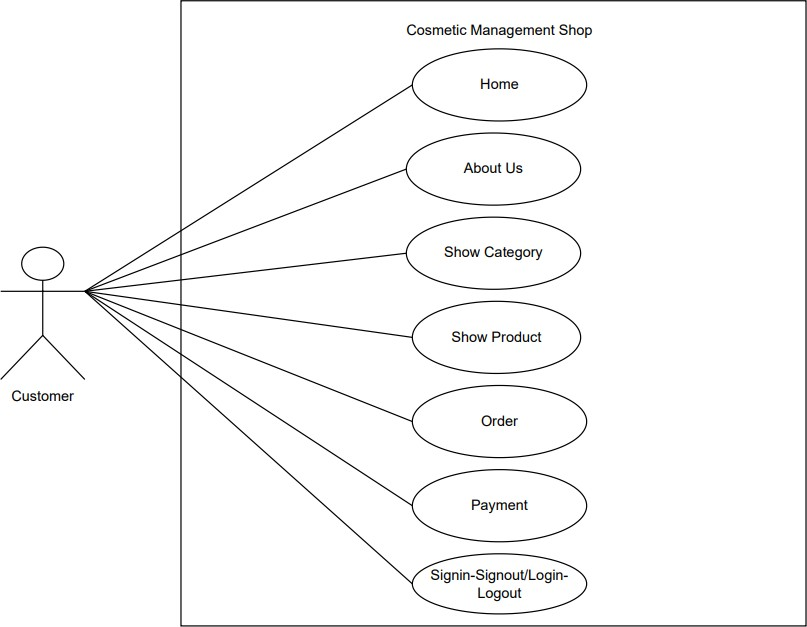 Cosmetic Management Shop
Home
About Us
Show Category
Show Product
Customer
Order
Payment
Signin-Signout/Login-
Logout